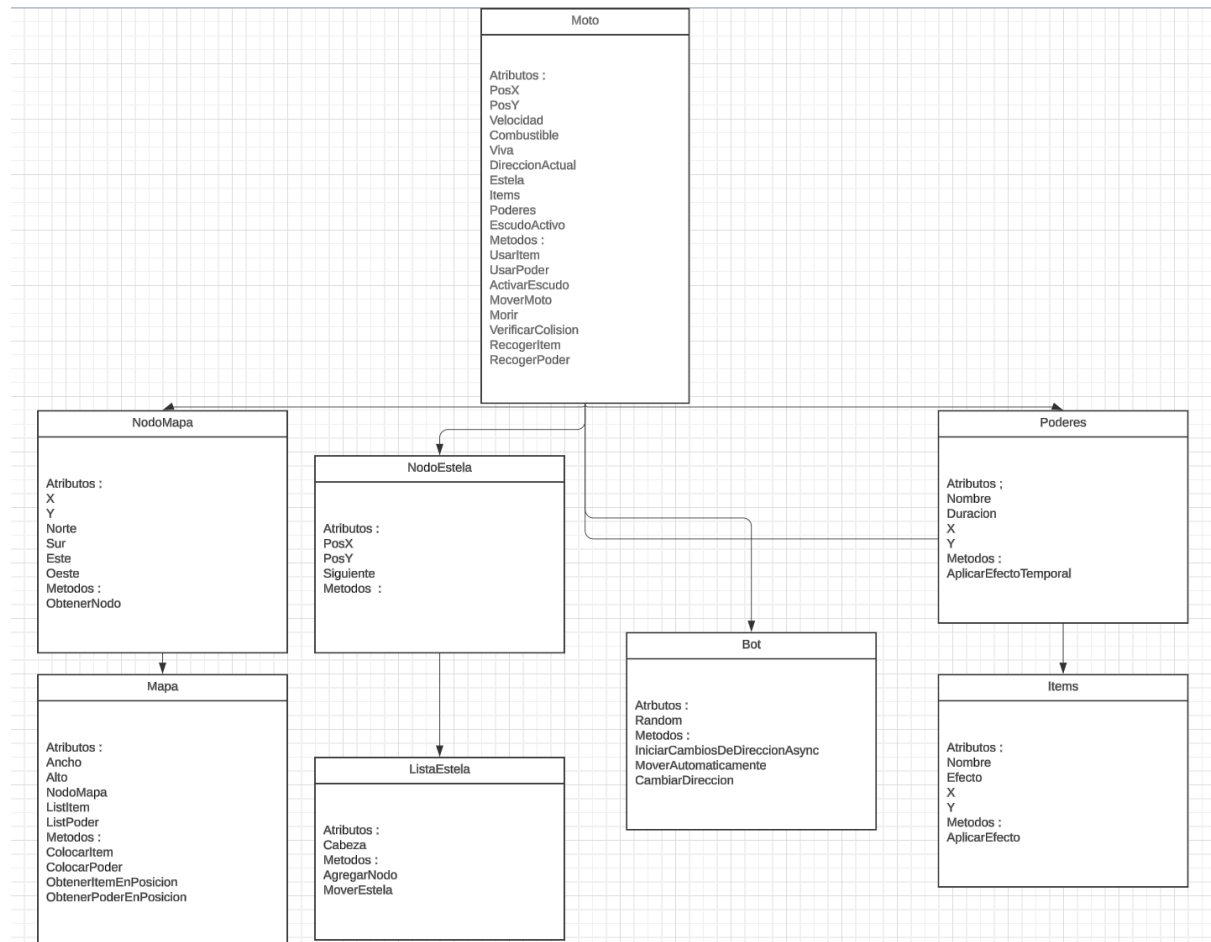 Moto
Atributos :
PosX
PosY
Velocidad
Combustible
Viva
DireccionActual
Estela
Items
Poderes
EscudoActivo
Metodos :
UsarItem
UsarPoder
ActivarEscudo
MoverMoto
Morir
VerificarColision
RecogerItem
RecogerPoder
NodoMapa
Atributos :
X
Y
Norte
Sur
Este
Oeste
Metodos :
ObtenerNodo
Mapa
Atributos :
Ancho
Alto
NodoMapa
ListItem
ListPoder
Metodos :
ColocarItem
ColocarPoder
ObtenerItemEnPosicion
ObtenerPoderEnPosicion
NodoEstela
Atributos :
PosX
PosY
Siguiente
Metodos :
ListaEstela
Atributos :
Cabeza
Metodos :
AgregarNodo
MoverEstela
Bot
Atrbutos :
Random
Metodos :
IniciarCambiosDeDireccionAsync
MoverAutomaticamente
CambiarDireccion
Poderes
Atributos ;
Nombre
Duracion
X
Y
Metodos :
AplicarEfectoTemporal
Items
Atributos :
Nombre
Efecto
X
Y
Metodos :
AplicarEfecto